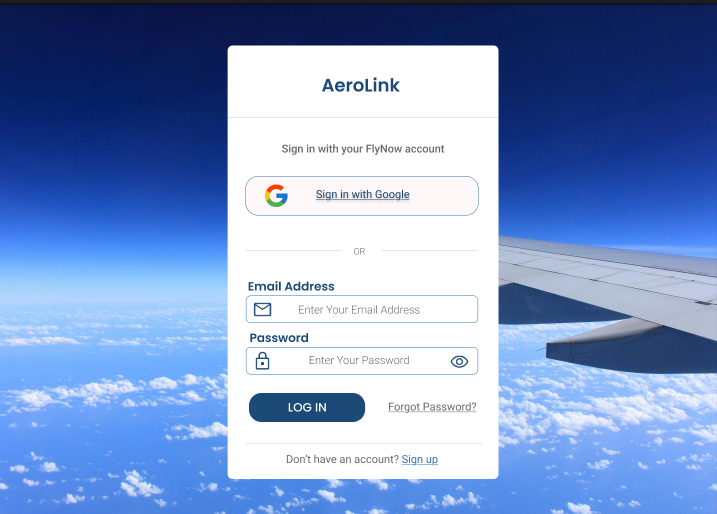 AeroLink
Sign in with your FlyNow account
Sign in with Google
OR
Email Address
Enter Your Email Address
Password
Enter Your Password
LOG IN
Forgot Password?
Don't have an account? Sign up